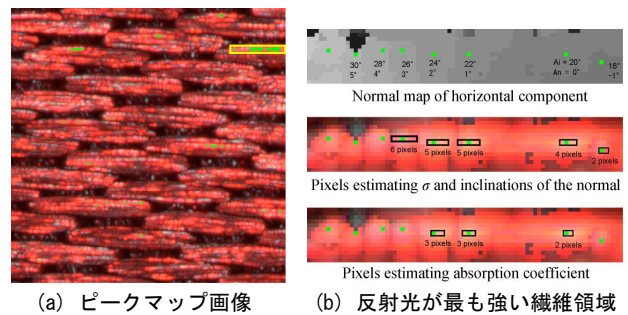 30° 28° 26° 24° 22° Ai = 20° 18°
5° 4° 3° 2° 1° An = 0° -1°
Normal map of horizontal component
6 pixels 5 pixels 5 pixels 4 pixels 2 pixels
Pixels estimating σ and inclinations of the normal
3 pixels 3 pixels 2 pixels
Pixels estimating absorption coefficient
(a) ピークマップ画像
(b) 反射光が最も強い繊維領域